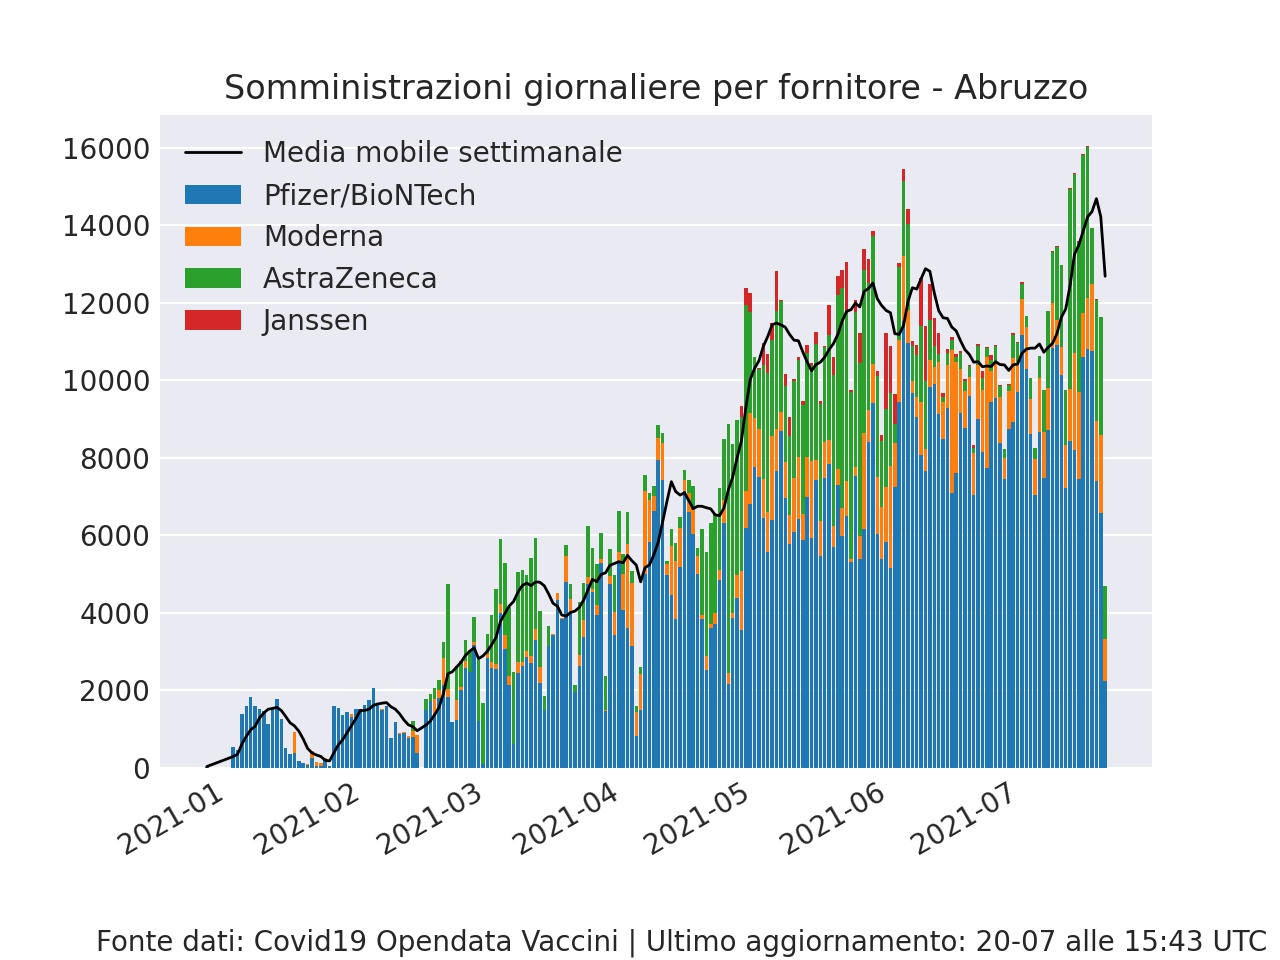 Somministrazioni giornaliere per fornitore - Abruzzo
Media mobile settimanale
Pfizer/BioNTech
Moderna
AstraZeneca
Janssen
16000
14000
12000
10000
8000
6000
4000
2000
0
2021-01
2021-02
2021-03
2021-04
2021-05
2021-06
2021-07
Fonte dati: Covid19 Opendata Vaccini | Ultimo aggiornamento: 20-07 alle 15:43 UTC